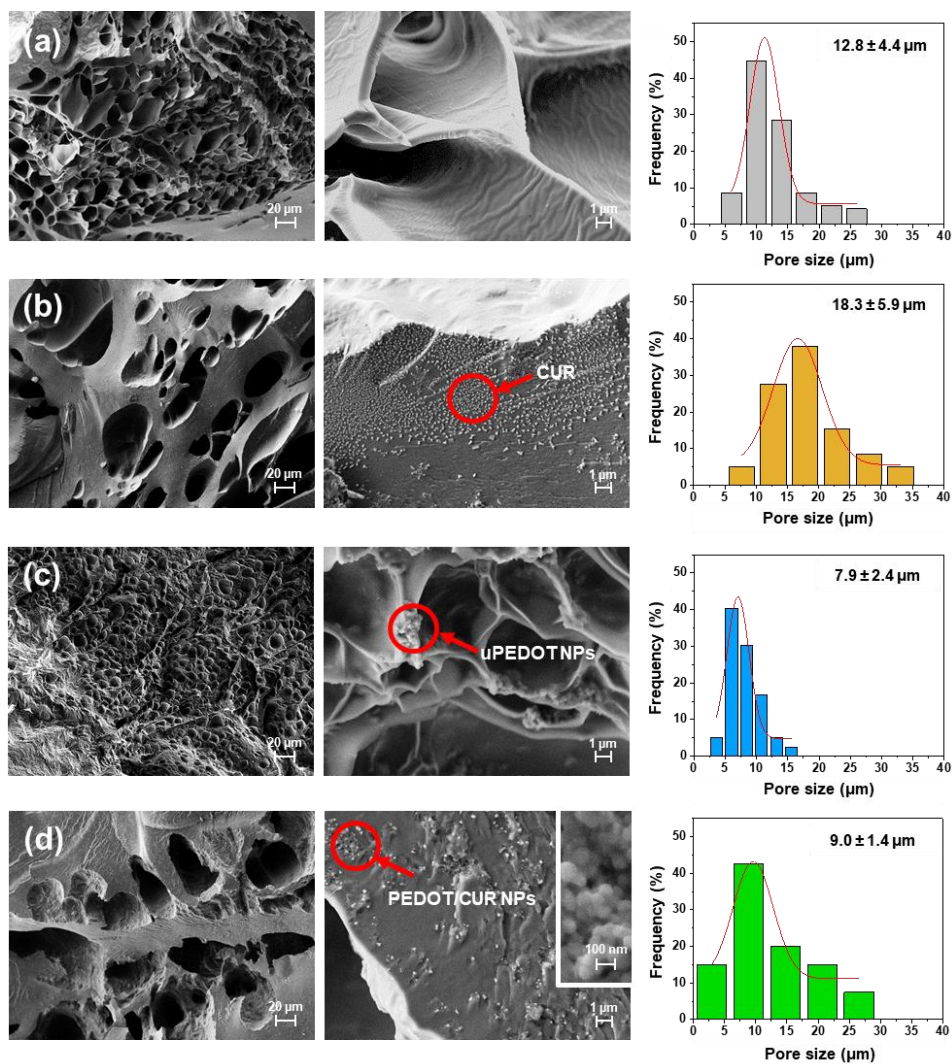 (a)
20 µm
1 µm
12.8 ± 4.4 µm
Frequency (%)
50
40
30
20
10
0
0 5 10 15 20 25 30 35 40
Pore size (µm)
(b)
20 µm
CUR
1 µm
18.3 ± 5.9 µm
Frequency (%)
50
40
30
20
10
0
0 5 10 15 20 25 30 35 40
Pore size (µm)
(c)
20 µm
uPEDOT NPs
1 µm
7.9 ± 2.4 µm
Frequency (%)
50
40
30
20
10
0
0 5 10 15 20 25 30 35 40
Pore size (µm)
(d)
20 µm
PEDOT/CUR NPs
100 nm
1 µm
9.0 ± 1.4 µm
Frequency (%)
50
40
30
20
10
0
0 5 10 15 20 25 30 35 40
Pore size (µm)